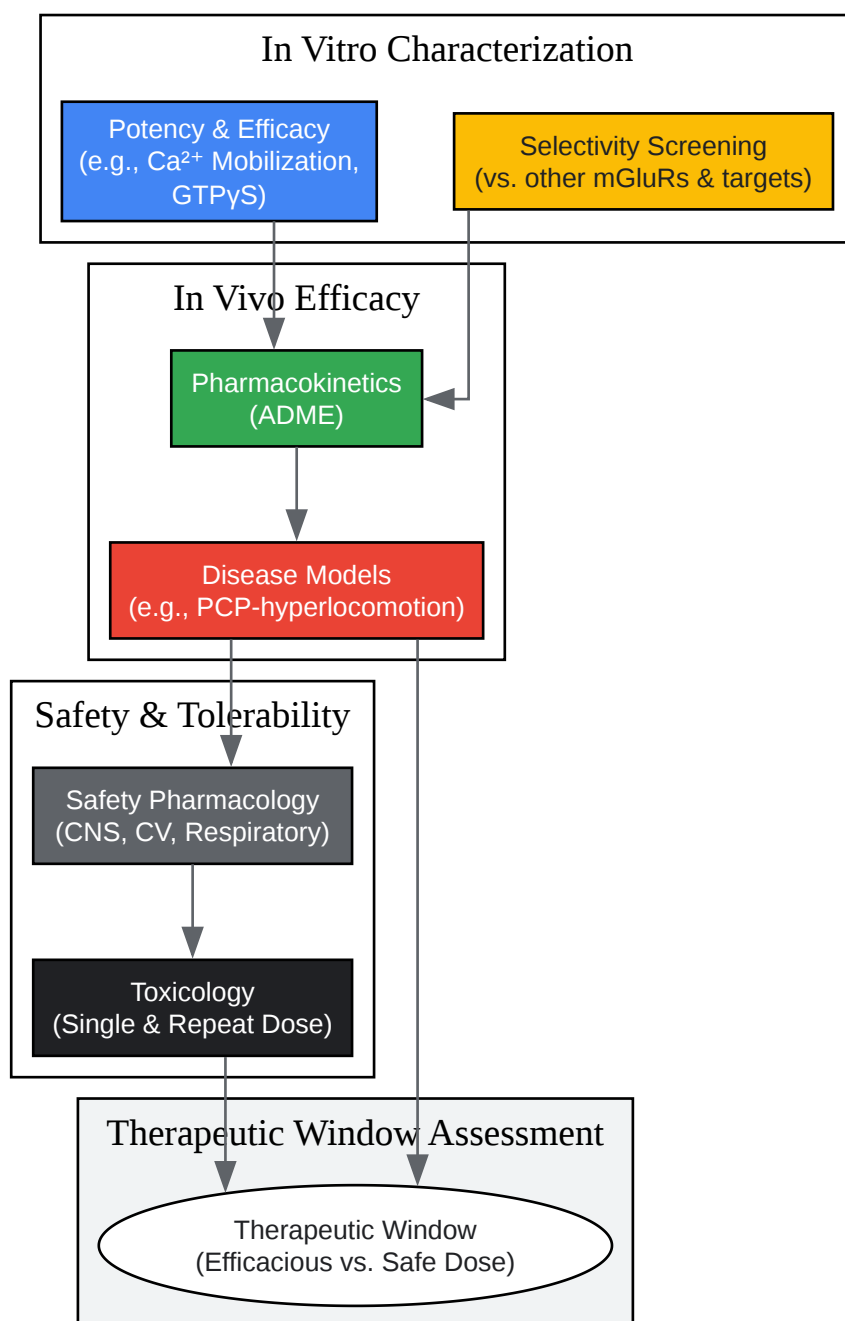 In Vitro Characterization
Potency & Efficacy
(e.g., Ca²⁺ Mobilization,
GTPγS)
Selectivity Screening
(vs. other mGluRs & targets)
In Vivo Efficacy
Pharmacokinetics
(ADME)
Disease Models
(e.g., PCP-hyperlocomotion)
Safety & Tolerability
Safety Pharmacology
(CNS, CV, Respiratory)
Toxicology
(Single & Repeat Dose)
Therapeutic Window Assessment
Therapeutic Window
(Efficacious vs. Safe Dose)